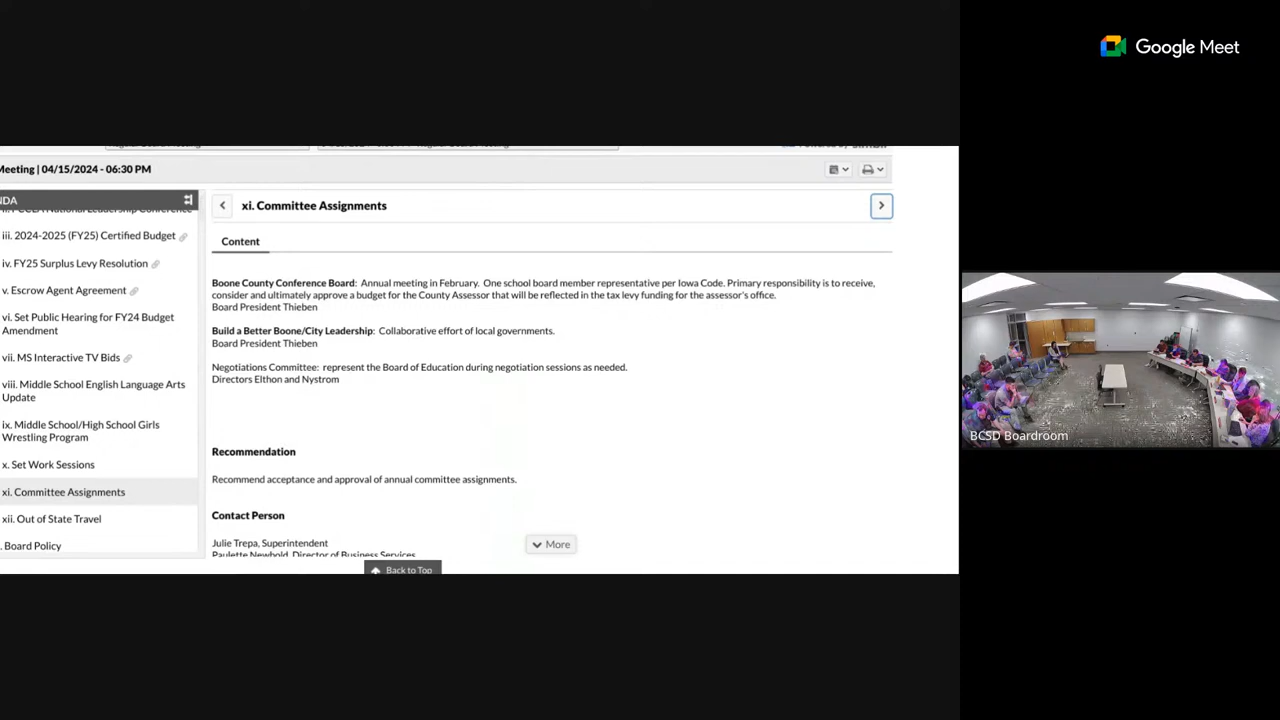 Google Meet
Meeting | 04/15/2024 - 06:30 PM
NDA
xi. Committee Assignments
iii. 2024-2025 (FY25) Certified Budget
Content
iv. FY25 Surplus Levy Resolution
v. Escrow Agent Agreement
vi. Set Public Hearing for FY24 Budget
Amendment
vii. MS Interactive TV Bids
viii. Middle School English Language Arts
Update
ix. Middle School/High School Girls
Wrestling Program
x. Set Work Sessions
xi. Committee Assignments
xii. Out of State Travel
. Board Policy
Boone County Conference Board: Annual meeting in February. One school board member representative per Iowa Code. Primary responsibility is to receive,
consider and ultimately approve a budget for the County Assessor that will be reflected in the tax levy funding for the assessor's office.
Board President Thieben
Build a Better Boone/City Leadership: Collaborative effort of local governments.
Board President Thieben
Negotiations Committee: represent the Board of Education during negotiation sessions as needed.
Directors Elthon and Nystrom
Recommendation
Recommend acceptance and approval of annual committee assignments.
Contact Person
Julie Trepa, Superintendent
Paulette Newbold, Director of Business Services
More
Back to Top
BCSD Boardroom